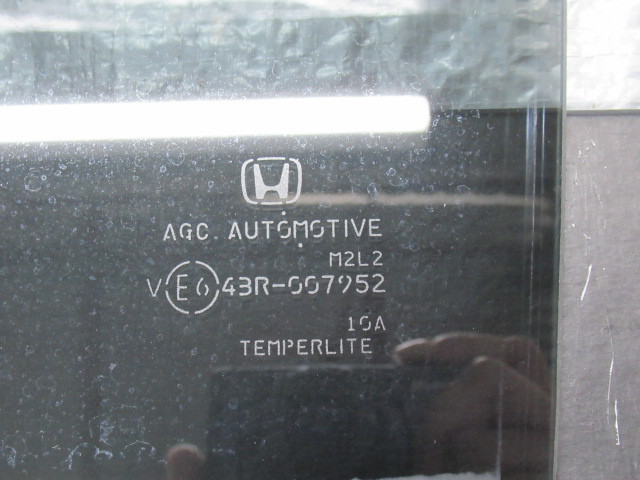 AGC AUTOMOTIVE
M2L2
V E6 43R-007952
10A
TEMPERLITE